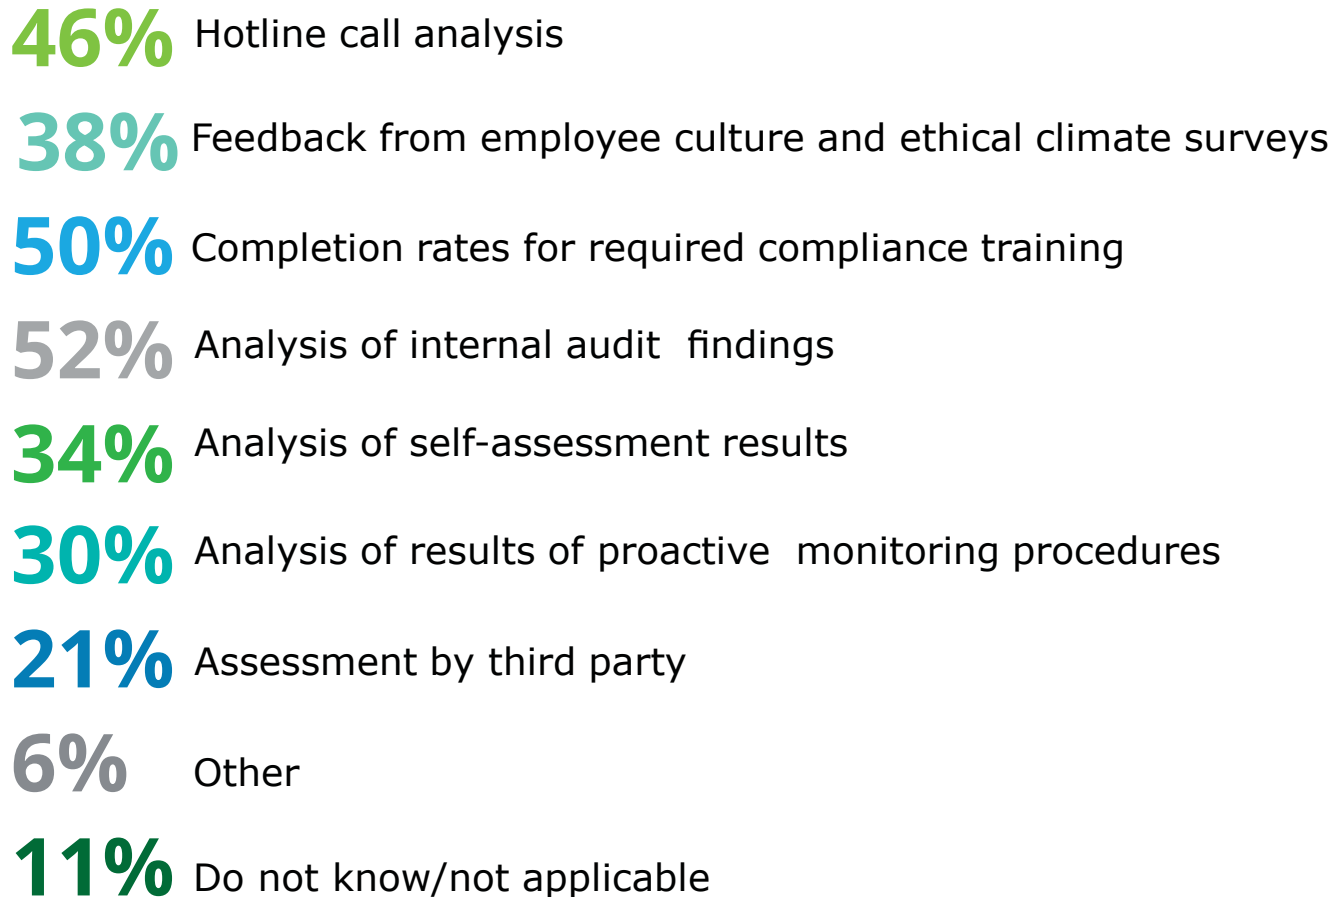 46% Hotline call analysis
38% Feedback from employee culture and ethical climate surveys
50% Completion rates for required compliance training
52% Analysis of internal audit  findings
34% Analysis of self-assessment results
30% Analysis of results of proactive  monitoring procedures
21% Assessment by third party
6% Other
11% Do not know/not applicable